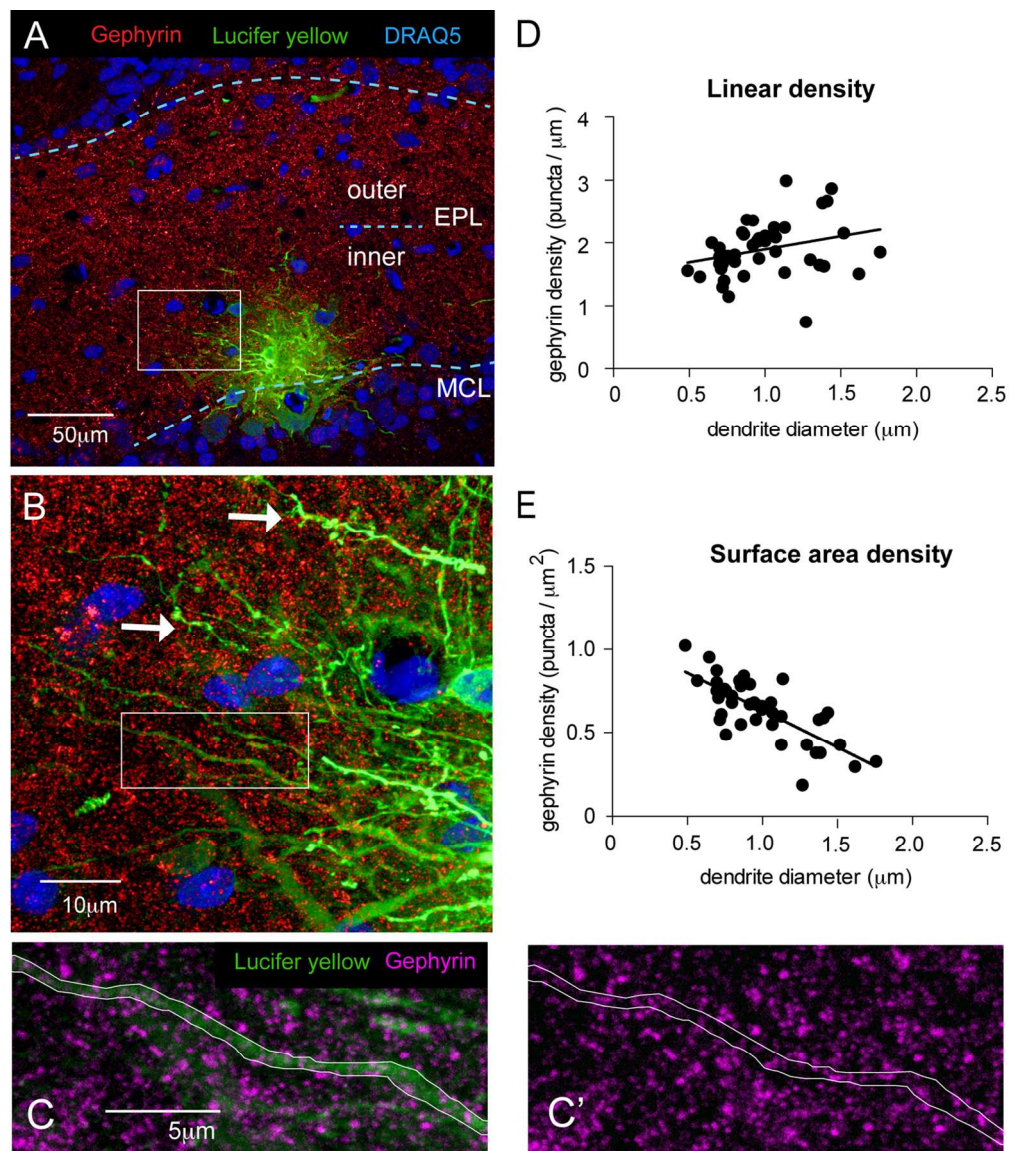 A Gephyrin Lucifer yellow DRAQ5
outer
EPL
inner
MCL
50μm
B
10μm
Lucifer yellow Gephyrin
C
5μm
C'
D
Linear density
gephyrin density (puncta / μm)
4
3
2
1
0
0 0.5 1.0 1.5 2.0 2.5
dendrite diameter (μm)
E
Surface area density
gephyrin density (puncta / μm²)
1.5
1.0
0.5
0
0 0.5 1.0 1.5 2.0 2.5
dendrite diameter (μm)